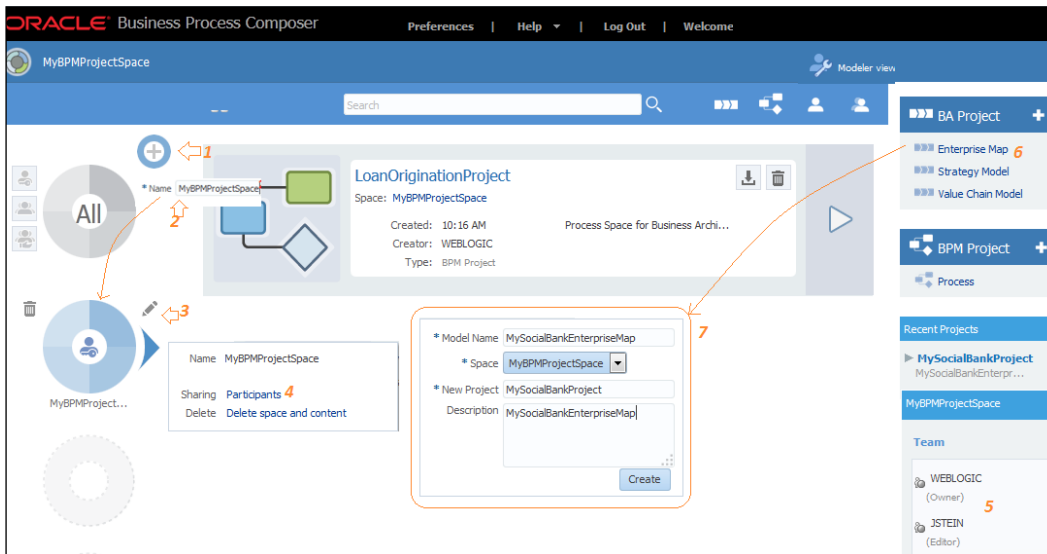 ORACLE Business Process Composer
Preferences | Help | Log Out | Welcome
MyBPMProjectSpace
Modeler view
Search
1
* Name MyBPMProjectSpace
2
All
LoanOriginationProject
Space: MyBPMProjectSpace
Created: 10:16 AM Process Space for Business Archi...
Creator: WEBLOGIC
Type: BPM Project
3
MyBPMProject...
Name MyBPMProjectSpace
Sharing Participants 4
Delete Delete space and content
7
* Model Name MySocialBankEnterpriseMap
* Space MyBPMProjectSpace
* New Project MySocialBankProject
Description MySocialBankEnterpriseMap
Create
BA Project +
Enterprise Map 6
Strategy Model
Value Chain Model
BPM Project +
Process
Recent Projects
MySocialBankProject
MySocialBankEnterpr...
MyBPMProjectSpace
Team
WEBLOGIC
(Owner)
5
JSTEIN
(Editor)